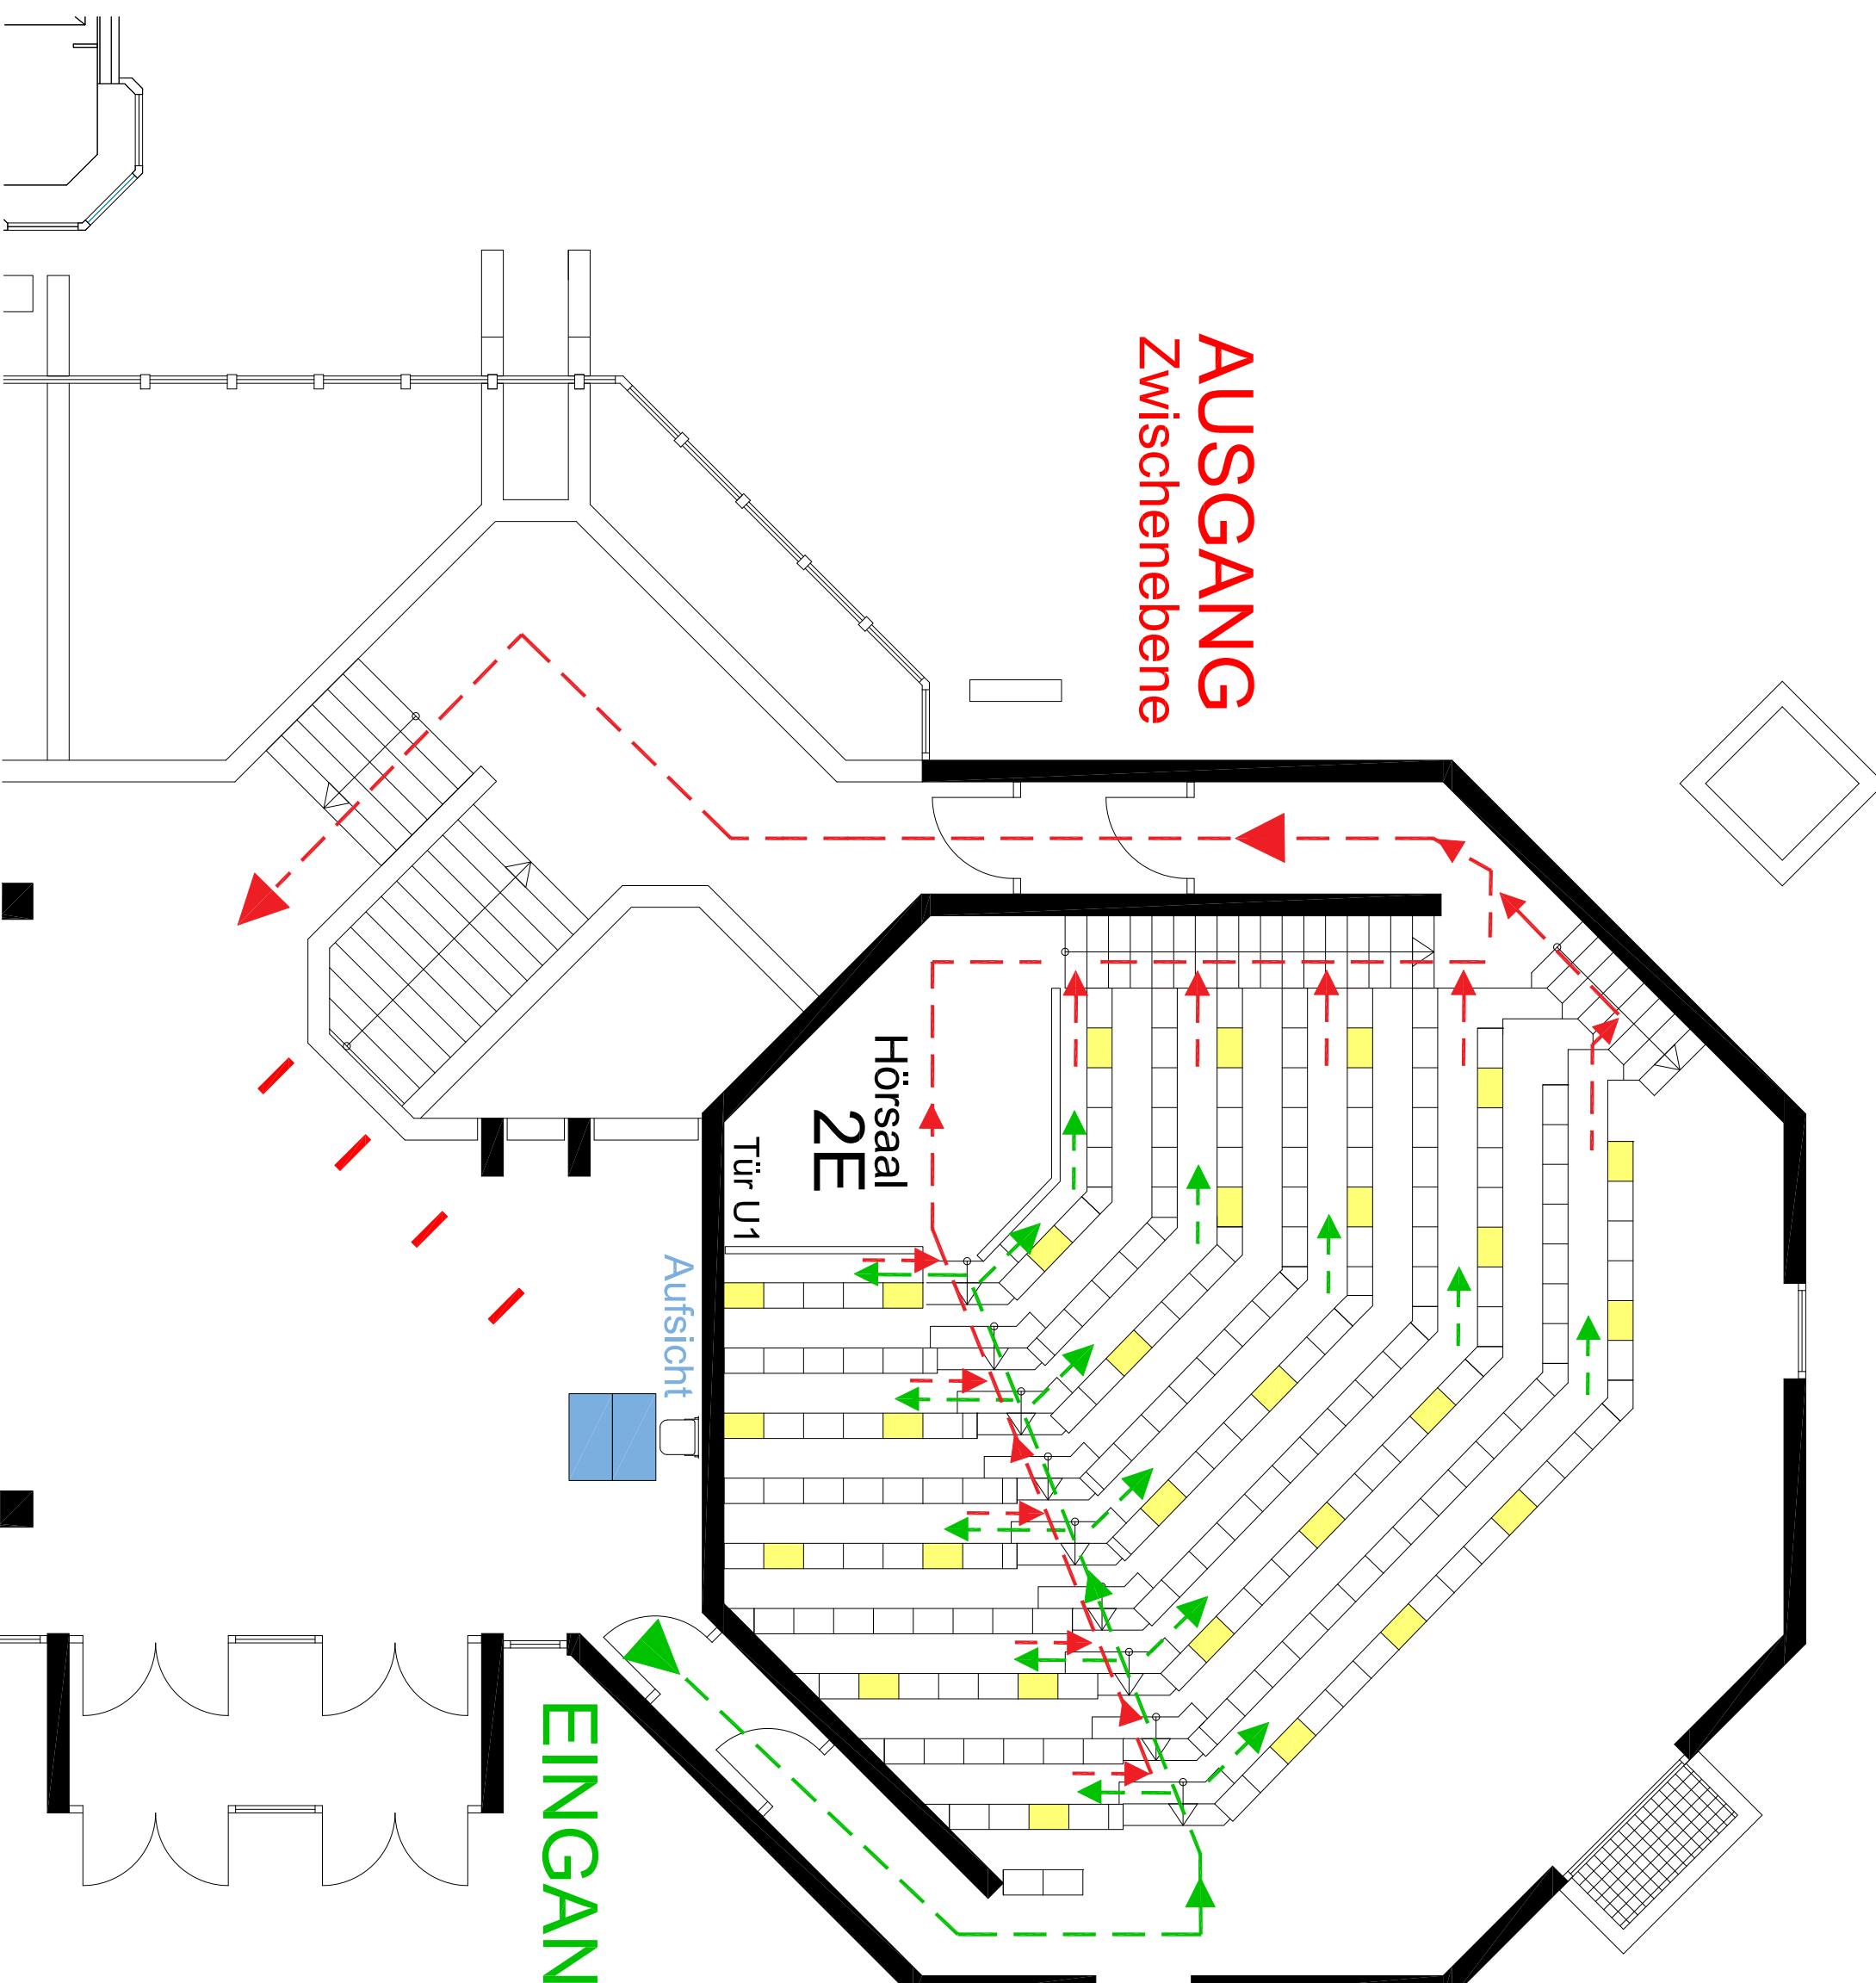 AUSGANG
Zwischenebene
Hörsaal
2E
Tür U1
Aufsicht
EINGAN